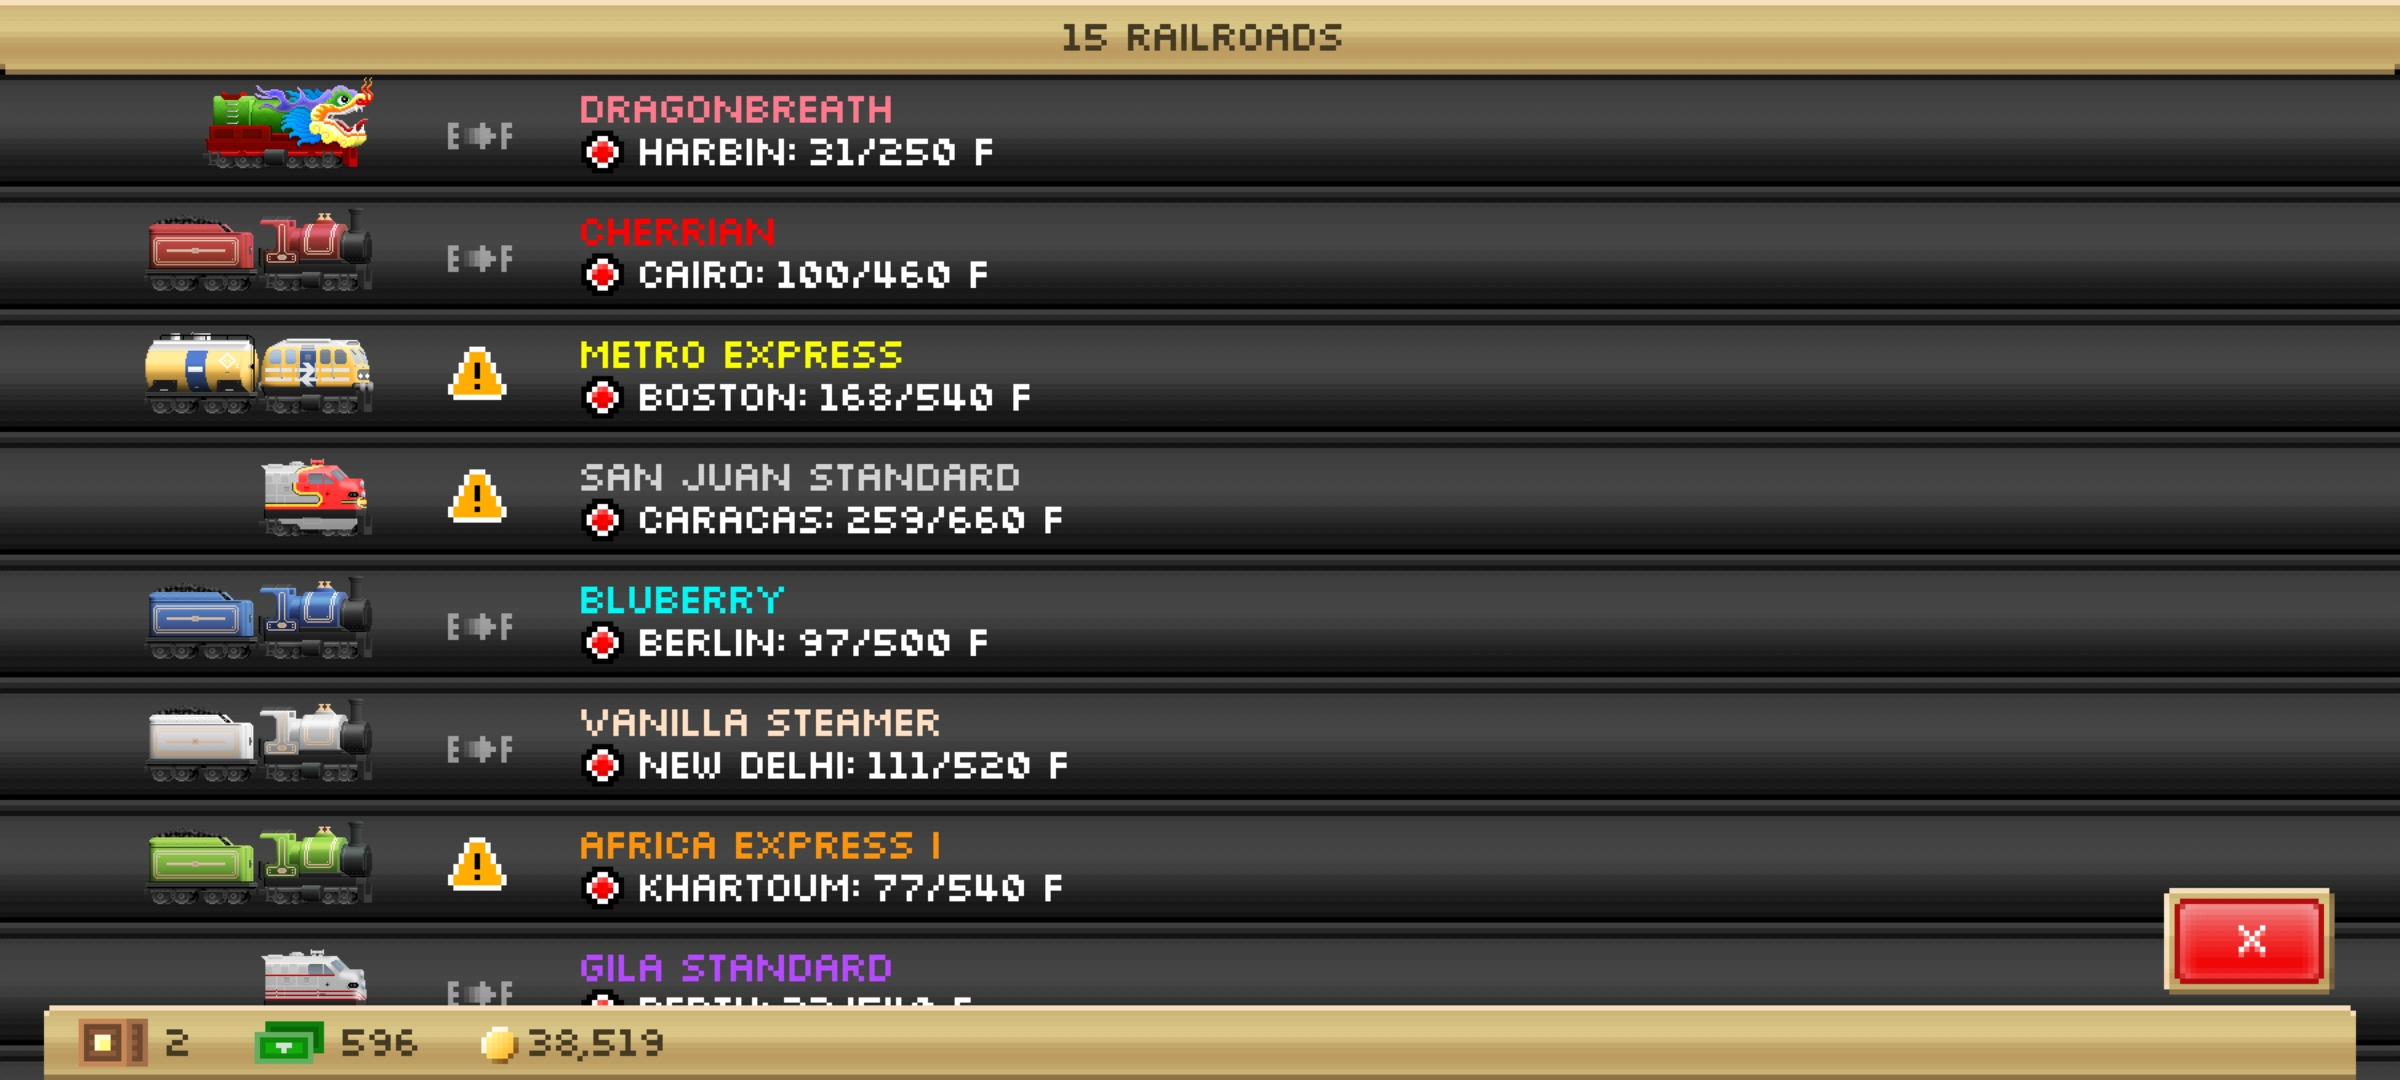 15 RAILROADS
DRAGONBREATH
E F HARBIN: 31/250 F
CHERRIAN
E F CAIRO: 100/460 F
METRO EXPRESS
! BOSTON: 168/540 F
SAN JUAN STANDARD
! CARACAS: 259/660 F
BLUBERRY
E F BERLIN: 97/500 F
VANILLA STEAMER
E F NEW DELHI: 111/520 F
AFRICA EXPRESS I
! KHARTOUM: 77/540 F
GILA STANDARD
E F
X
2 596 38,519